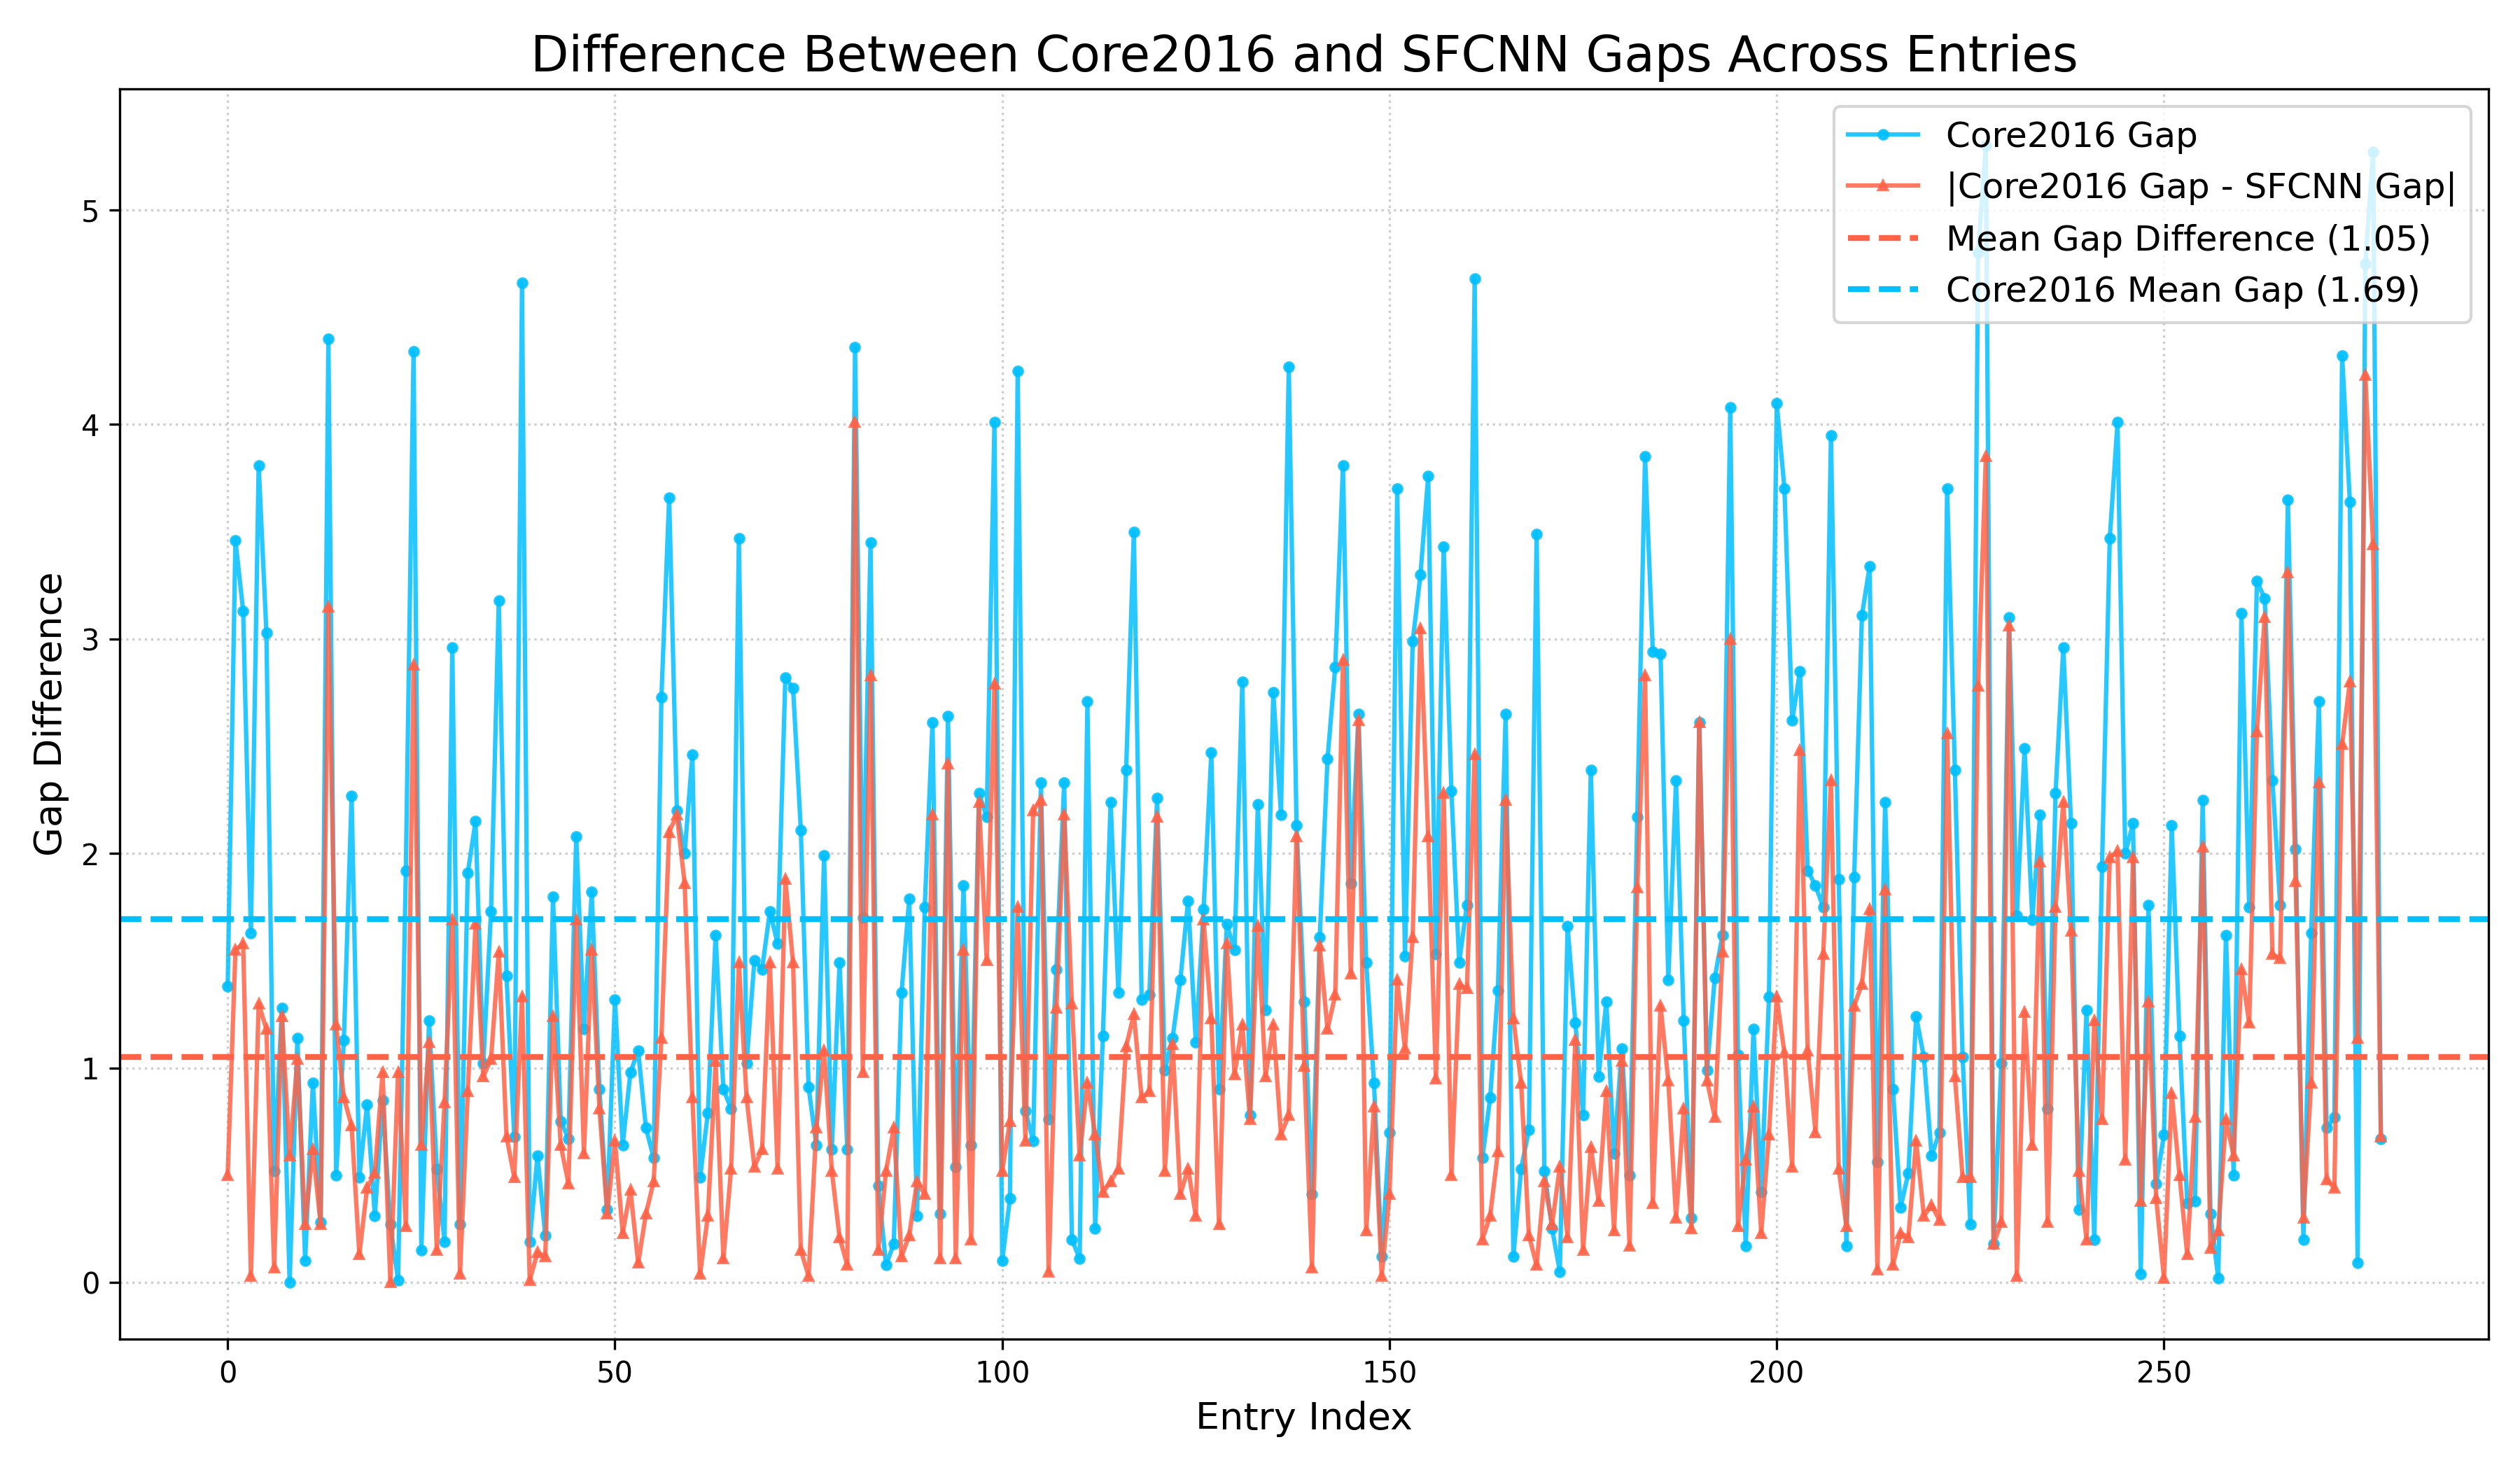 Difference Between Core2016 and SFCNN Gaps Across Entries
Core2016 Gap
|Core2016 Gap - SFCNN Gap|
Mean Gap Difference (1.05)
Core2016 Mean Gap (1.69)
Gap Difference
5
4
3
2
1
0
0 50 100 150 200 250
Entry Index